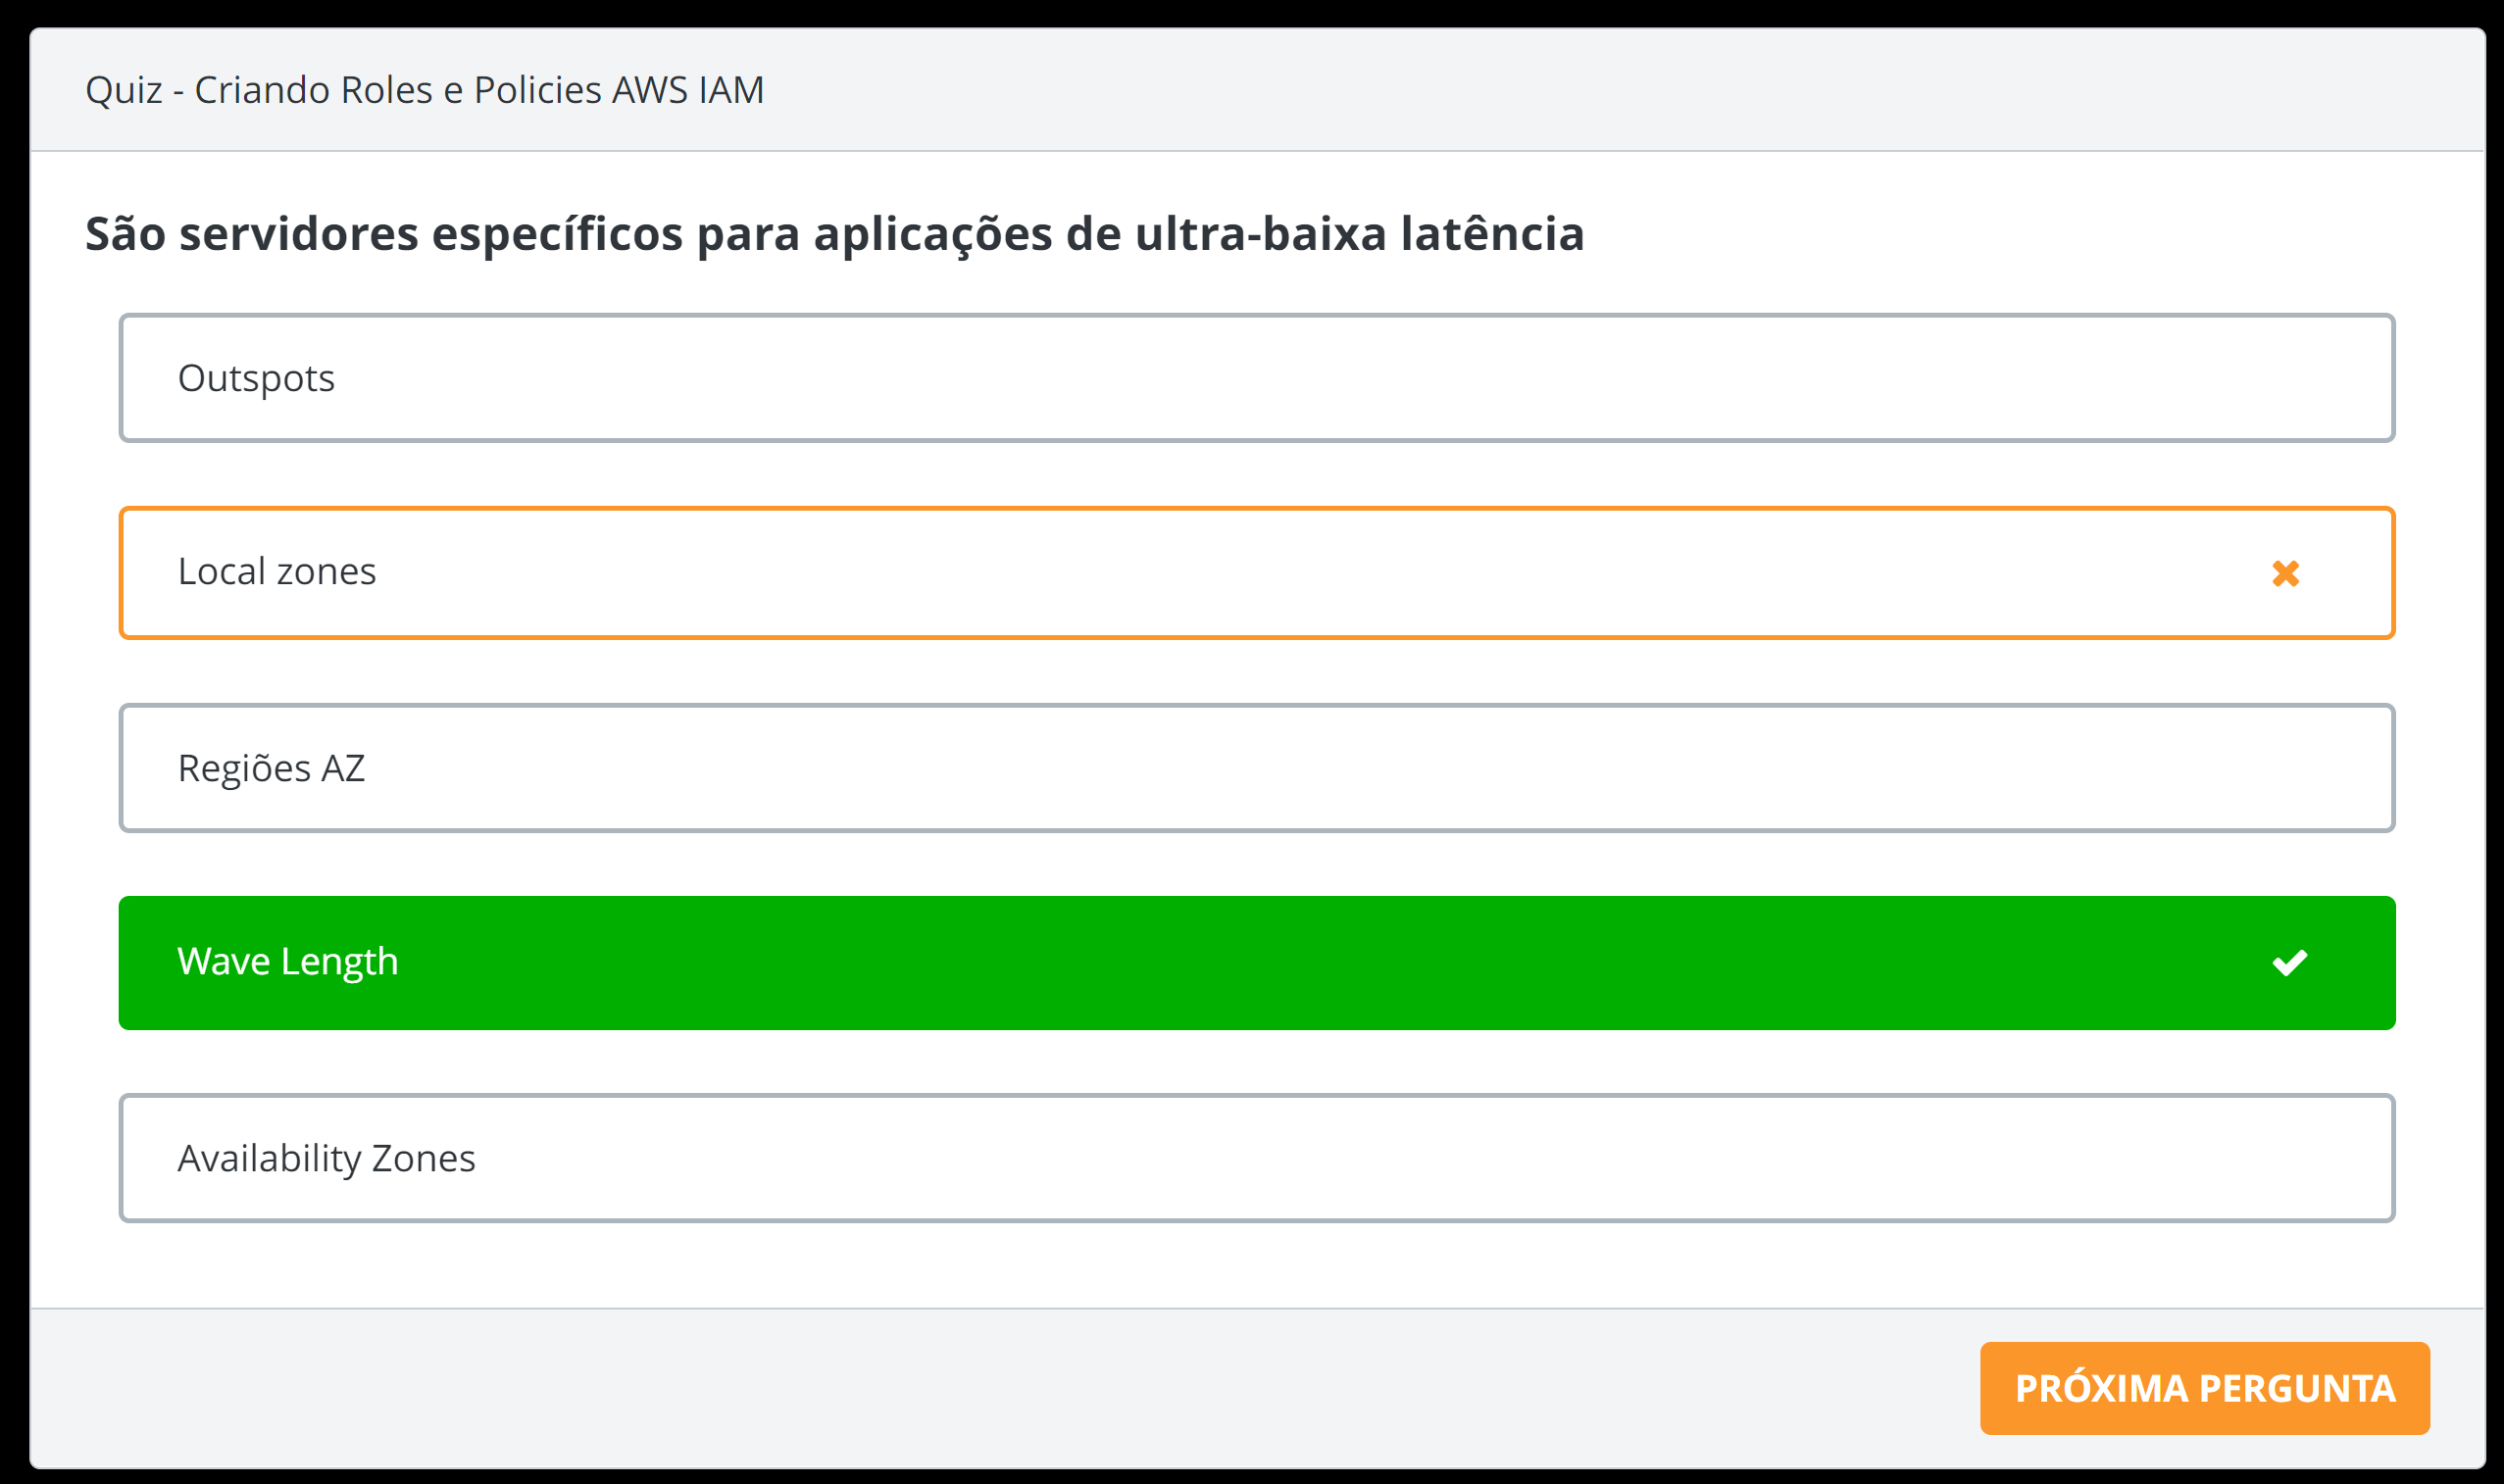 Quiz - Criando Roles e Policies AWS IAM
São servidores específicos para aplicações de ultra-baixa latência
Outspots
Local zones
Regiões AZ
Wave Length
Availability Zones
PRÓXIMA PERGUNTA